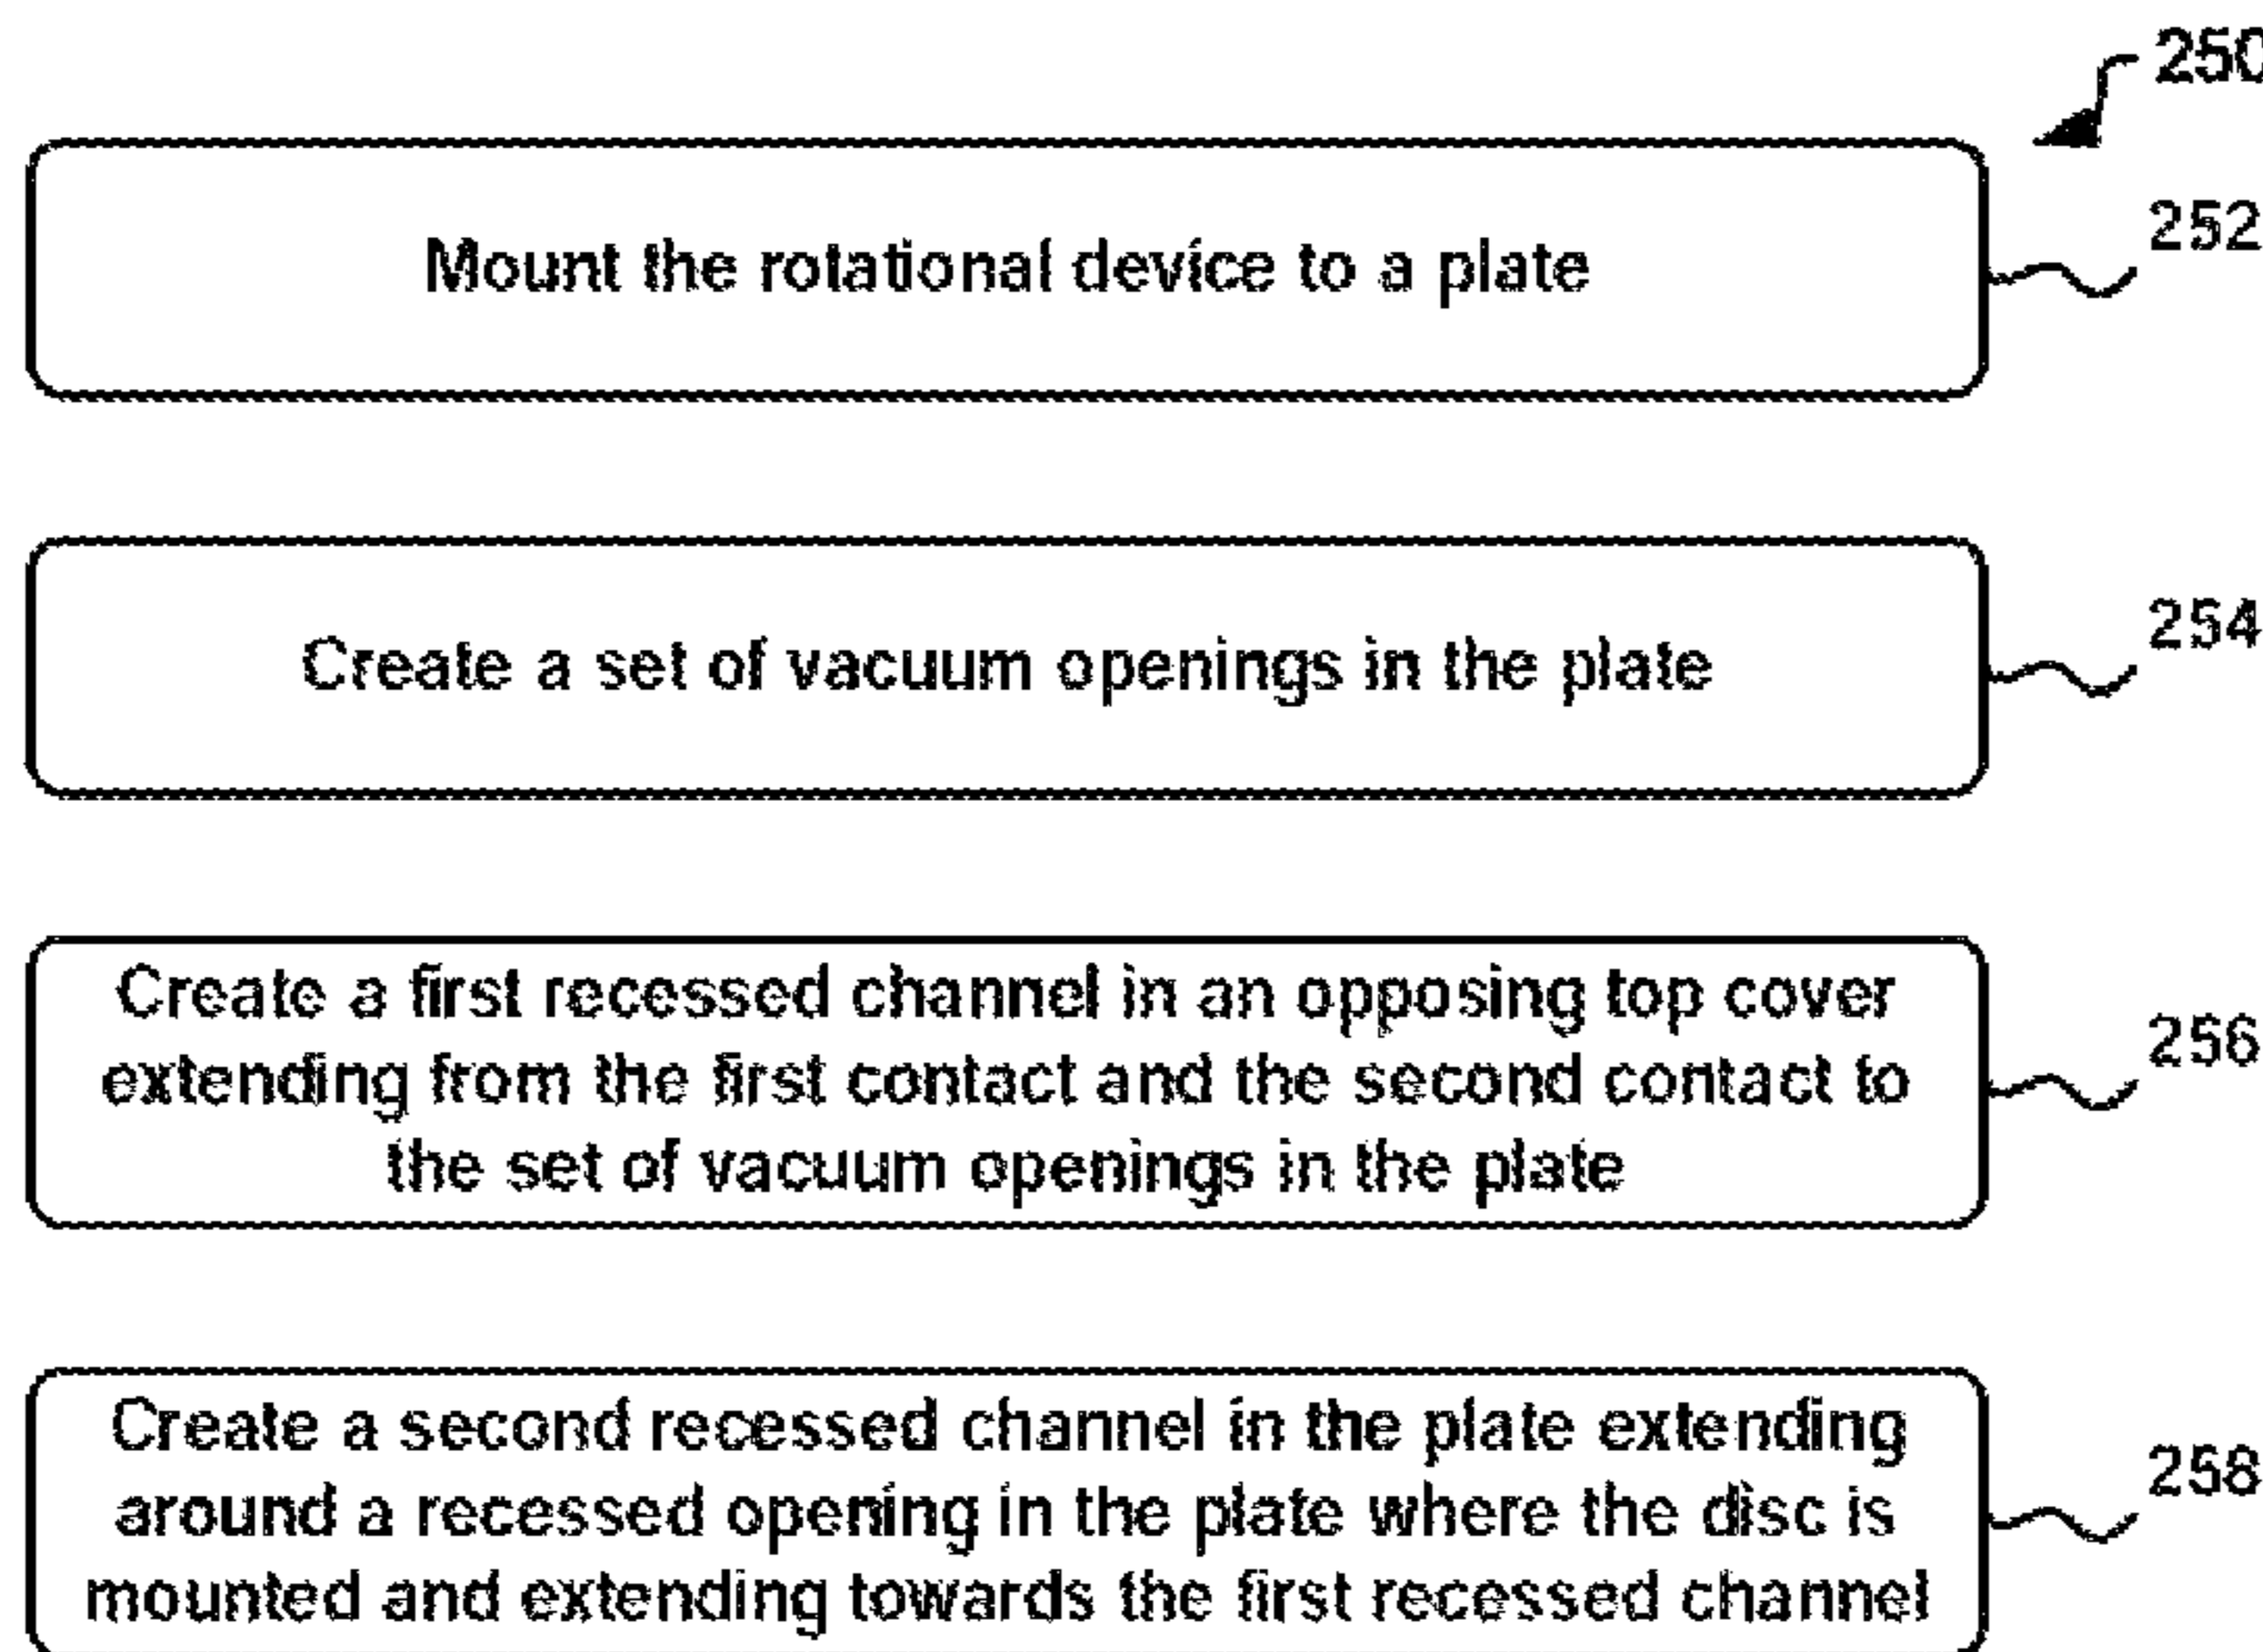 250
Mount the rotational device to a plate
252
Create a set of vacuum openings in the plate
254
Create a first recessed channel in an opposing top cover
extending from the first contact and the second contact to
the set of vacuum openings in the plate
256
Create a second recessed channel in the plate extending
around a recessed opening in the plate where the disc is
mounted and extending towards the first recessed channel
258